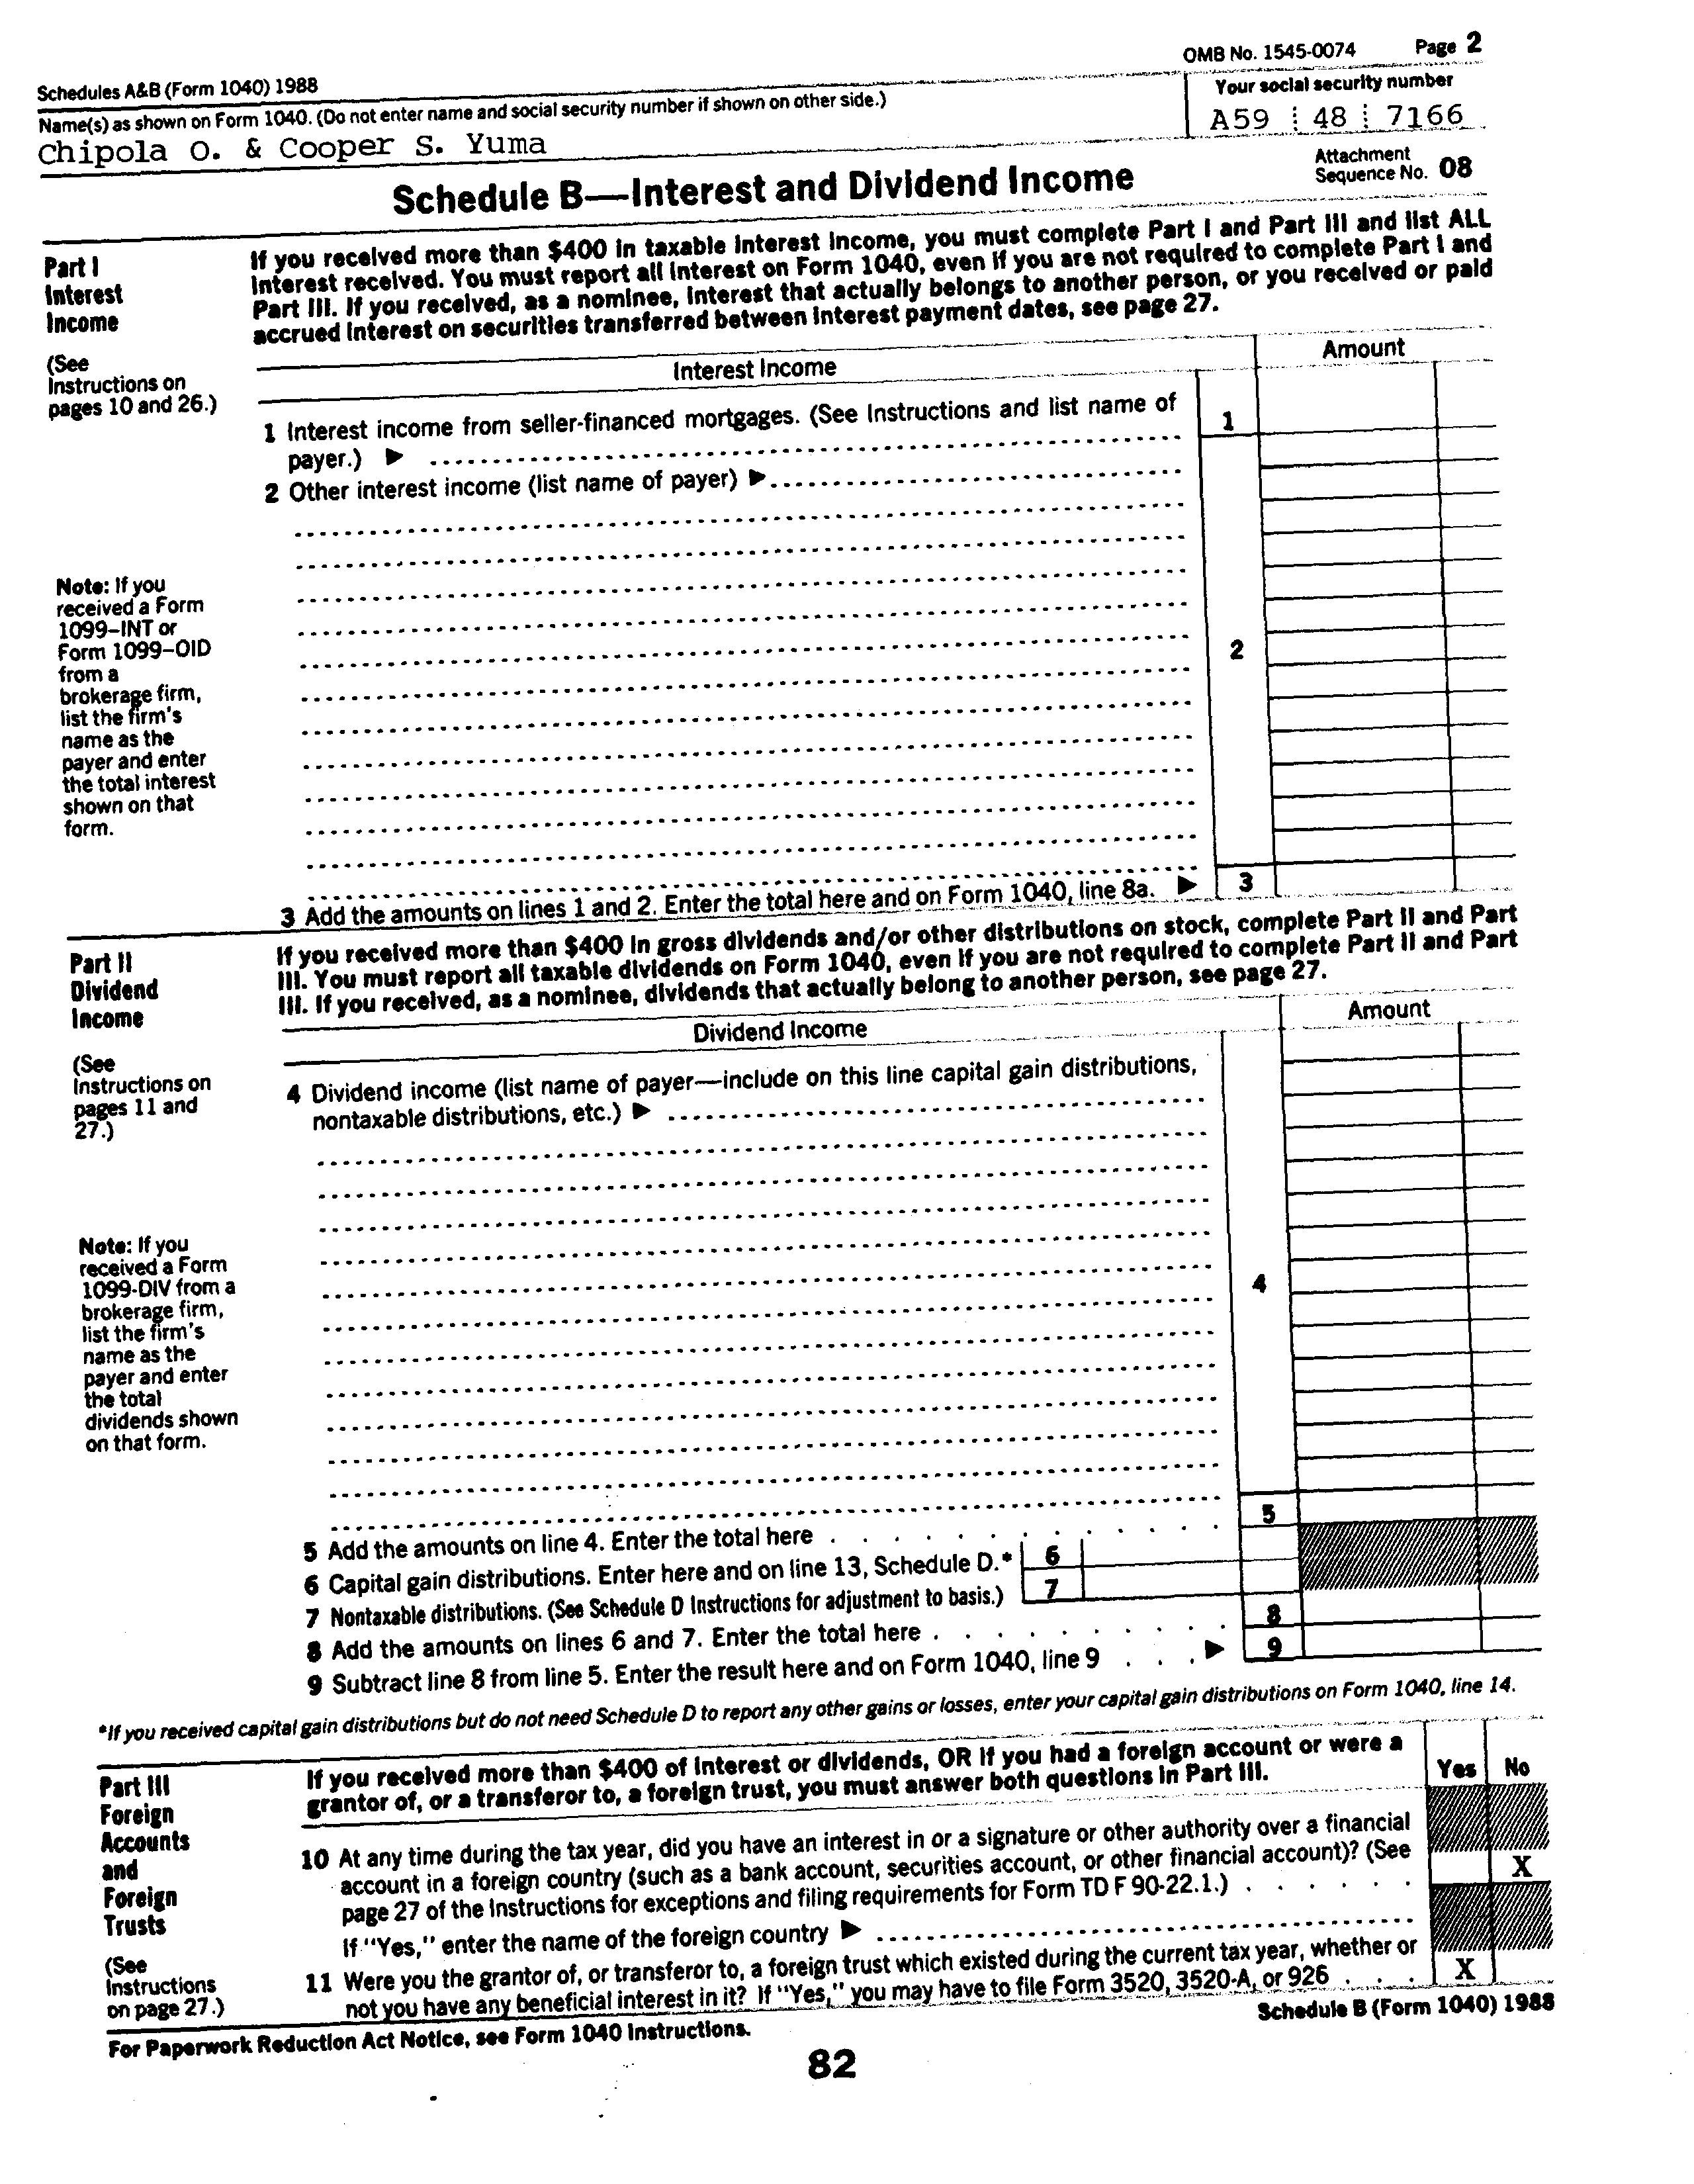 OMB No. 1545-0074 Page 2
Schedules A&B (Form 1040) 1988
Name(s) as shown on Form 1040. (Do not enter name and social security number if shown on other side.)
Your social security number
Chipola O. & Cooper S. Yuma
A59 48 7166
Schedule B—Interest and Dividend Income
Attachment
Sequence No. 08
Part I
Interest
Income
(See
Instructions on
pages 10 and 26.)
If you received more than $400 in taxable interest income, you must complete Part I and Part III and list ALL
interest received. You must report all interest on Form 1040, even if you are not required to complete Part I and
Part III. If you received, as a nominee, interest that actually belongs to another person, or you received or paid
accrued interest on securities transferred between interest payment dates, see page 27.
Interest Income
Amount
1 Interest income from seller-financed mortgages. (See Instructions and list name of
payer.) ▶
1
2 Other interest income (list name of payer) ▶
Note: If you
received a Form
1099–INT or
Form 1099–OID
from a
brokerage firm,
list the firm's
name as the
payer and enter
the total interest
shown on that
form.
2
3 Add the amounts on lines 1 and 2. Enter the total here and on Form 1040, line 8a. ▶
3
Part II
Dividend
Income
(See
Instructions on
pages 11 and
27.)
If you received more than $400 in gross dividends and/or other distributions on stock, complete Part II and Part
III. You must report all taxable dividends on Form 1040, even if you are not required to complete Part II and Part
III. If you received, as a nominee, dividends that actually belong to another person, see page 27.
Dividend Income
Amount
4 Dividend income (list name of payer—include on this line capital gain distributions,
nontaxable distributions, etc.) ▶
Note: If you
received a Form
1099-DIV from a
brokerage firm,
list the firm's
name as the
payer and enter
the total
dividends shown
on that form.
4
5 Add the amounts on line 4. Enter the total here
5
6 Capital gain distributions. Enter here and on line 13, Schedule D.*
6
7 Nontaxable distributions. (See Schedule D Instructions for adjustment to basis.)
7
8 Add the amounts on lines 6 and 7. Enter the total here
8
9 Subtract line 8 from line 5. Enter the result here and on Form 1040, line 9 ▶
9
*If you received capital gain distributions but do not need Schedule D to report any other gains or losses, enter your capital gain distributions on Form 1040, line 14.
Part III
Foreign
Accounts
and
Foreign
Trusts
(See
Instructions
on page 27.)
If you received more than $400 of interest or dividends, OR if you had a foreign account or were a
grantor of, or a transferor to, a foreign trust, you must answer both questions in Part III.
Yes No
10 At any time during the tax year, did you have an interest in or a signature or other authority over a financial
account in a foreign country (such as a bank account, securities account, or other financial account)? (See
page 27 of the Instructions for exceptions and filing requirements for Form TD F 90-22.1.)
X
If "Yes," enter the name of the foreign country ▶
11 Were you the grantor of, or transferor to, a foreign trust which existed during the current tax year, whether or
not you have any beneficial interest in it? If "Yes," you may have to file Form 3520, 3520-A, or 926
X
For Paperwork Reduction Act Notice, see Form 1040 Instructions.
Schedule B (Form 1040) 1988
82